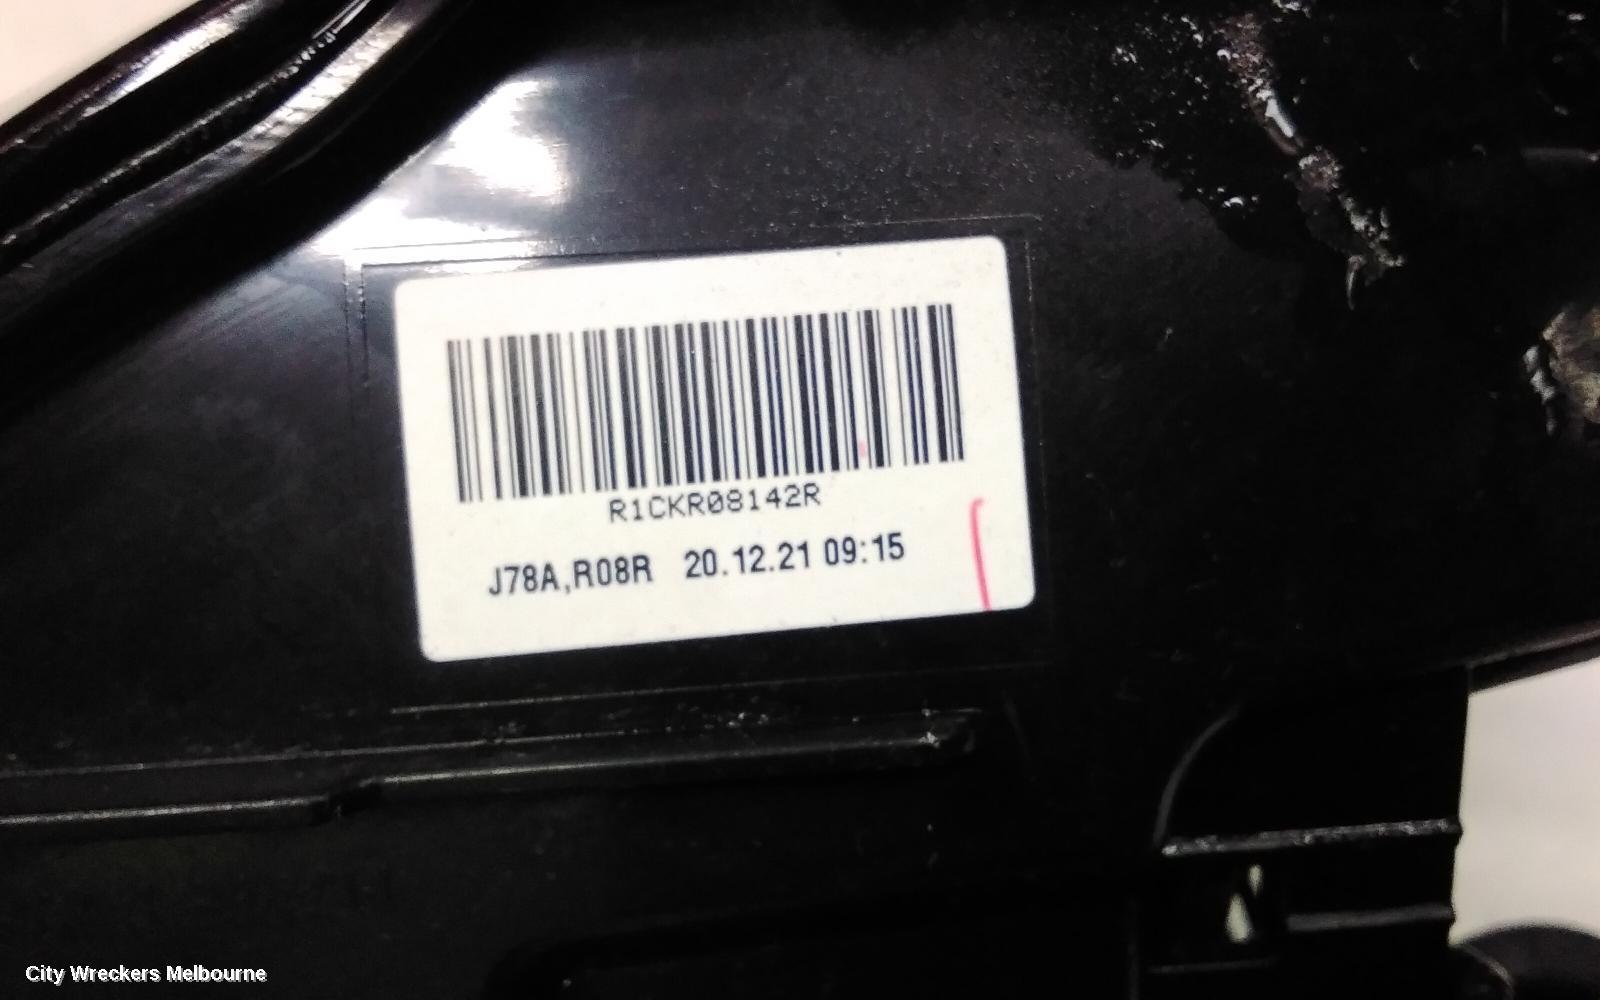 R1CKR08142R
J78A,R08R 20.12.21 09:15
City Wreckers Melbourne